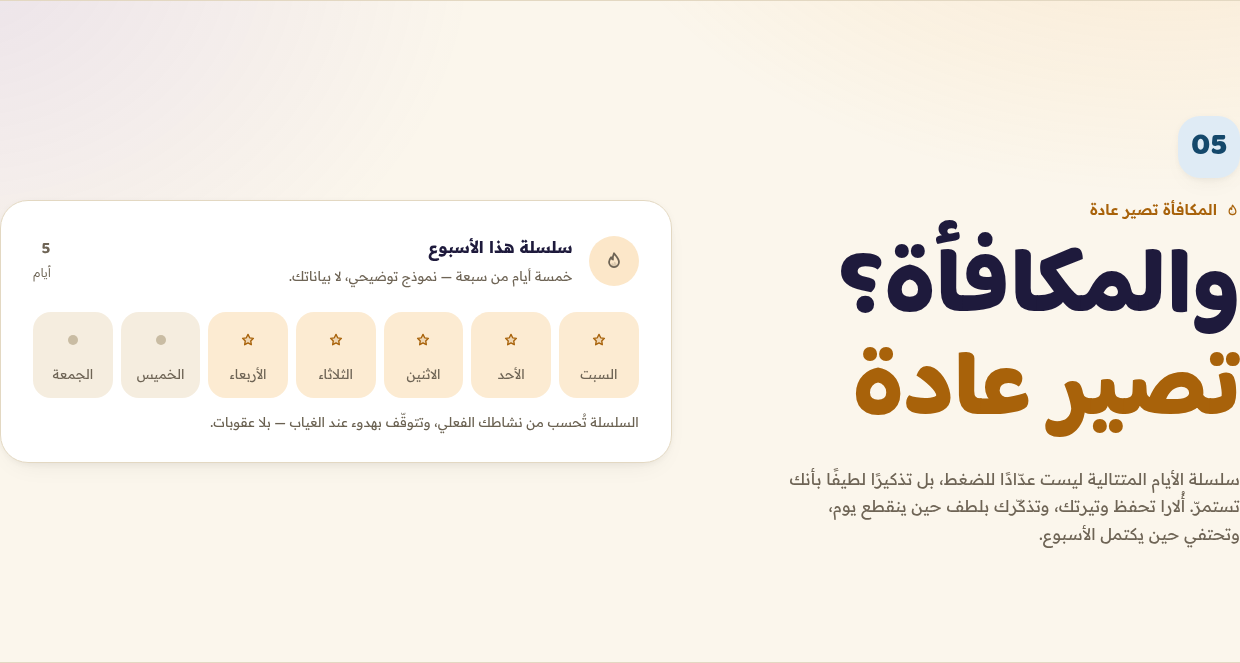 05
المكافأة تصير عادة
والمكافأة؟
تصير عادة
سلسلة الأيام المتتالية ليست عدّادًا للضغط، بل تذكيرًا لطيفًا بأنك
تستمرّ. ألارا تحفظ وتيرتك، وتذكّرك بلطف حين ينقطع يوم،
وتحتفي حين يكتمل الأسبوع.
سلسلة هذا الأسبوع
خمسة أيام من سبعة — نموذج توضيحي، لا بياناتك.
5
أيام
السبت
الأحد
الاثنين
الثلاثاء
الأربعاء
الخميس
الجمعة
السلسلة تُحسب من نشاطك الفعلي، وتتوقّف بهدوء عند الغياب — بلا عقوبات.